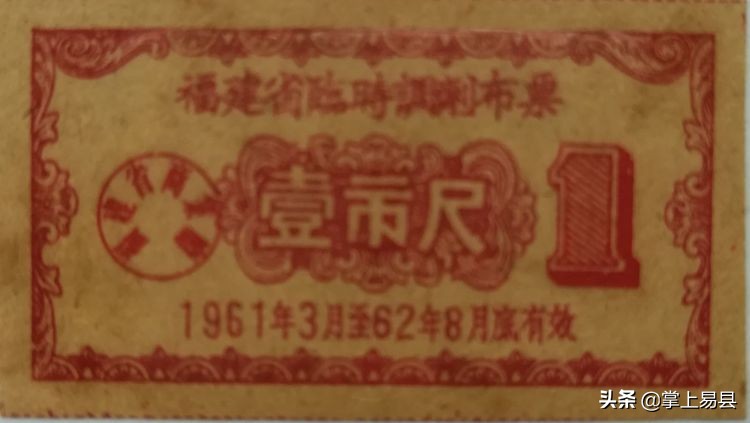 福建省臨時調劑布票
壹市尺
1
1961年3月至62年8月底有效
头条 @掌上易县